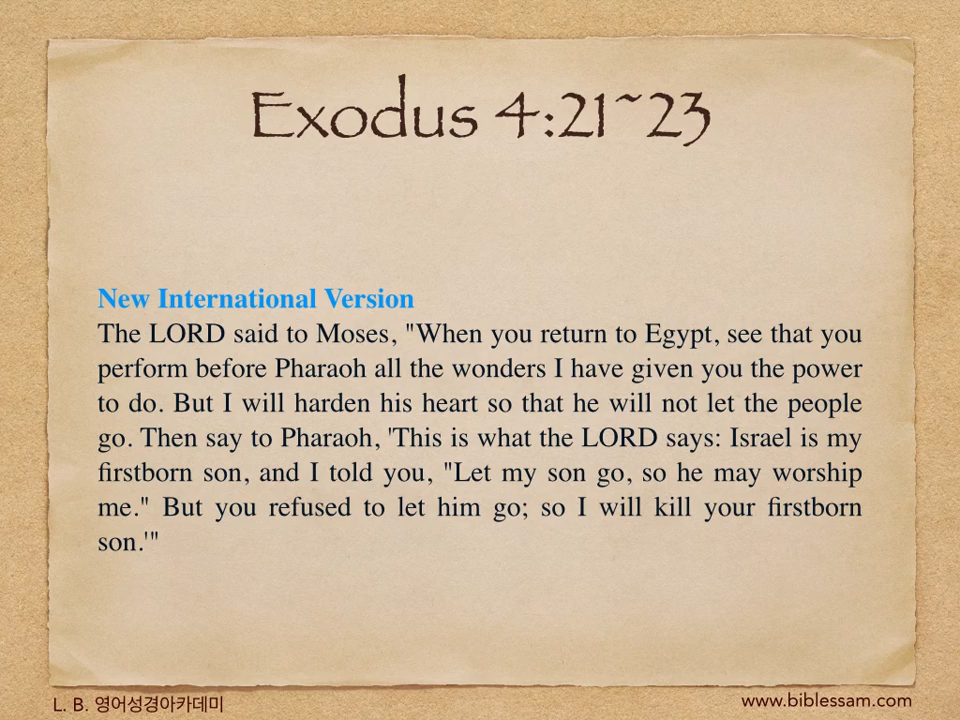 Exodus 4:21~23
New International Version
The LORD said to Moses, "When you return to Egypt, see that you
perform before Pharaoh all the wonders I have given you the power
to do. But I will harden his heart so that he will not let the people
go. Then say to Pharaoh, 'This is what the LORD says: Israel is my
firstborn son, and I told you, "Let my son go, so he may worship
me." But you refused to let him go; so I will kill your firstborn
son.'"
L. B. 영어성경아카데미
www.biblessam.com